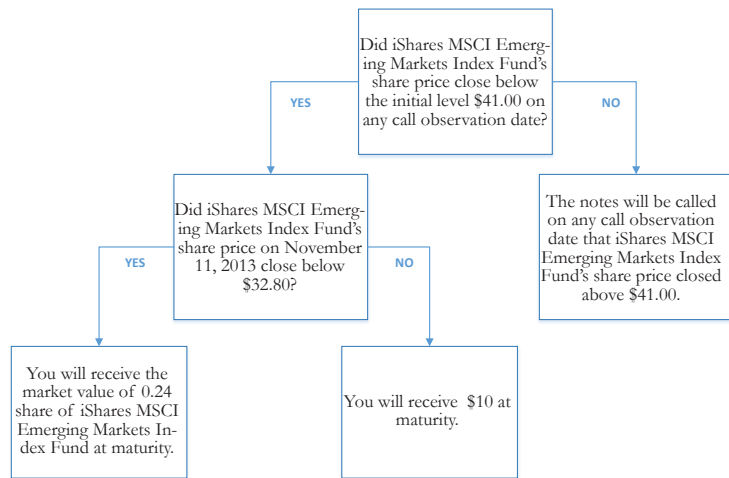 Did iShares MSCI Emerg-
ing Markets Index Fund's
share price close below
the initial level $41.00 on
any call observation date?
YES
NO
Did iShares MSCI Emerg-
ing Markets Index Fund's
share price on November
11, 2013 close below
$32.80?
The notes will be called
on any call observation
date that iShares MSCI
Emerging Markets Index
Fund's share price closed
above $41.00.
YES
NO
You will receive the
market value of 0.24
share of iShares MSCI
Emerging Markets In-
dex Fund at maturity.
You will receive $10 at
maturity.